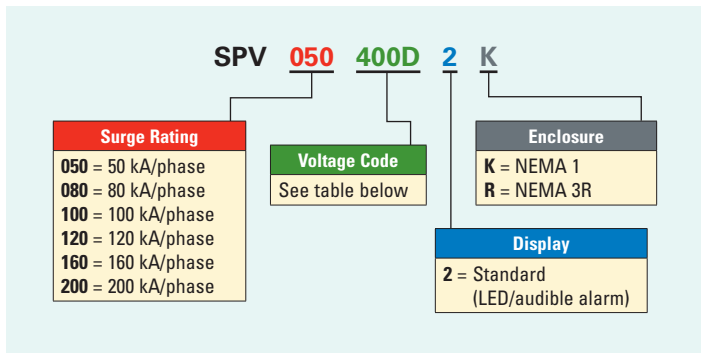 SPV 050 400D 2 K
Surge Rating
050 = 50 kA/phase
080 = 80 kA/phase
100 = 100 kA/phase
120 = 120 kA/phase
160 = 160 kA/phase
200 = 200 kA/phase
Voltage Code
See table below
Enclosure
K = NEMA 1
R = NEMA 3R
Display
2 = Standard
(LED/audible alarm)